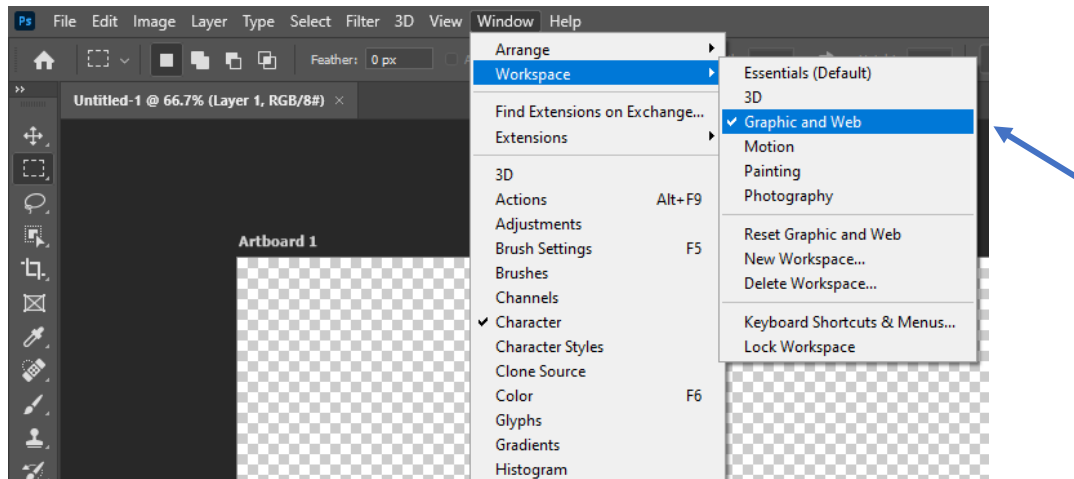 Ps File Edit Image Layer Type Select Filter 3D View Window Help
Feather: 0 px
Untitled-1 @ 66.7% (Layer 1, RGB/8#) ×
Artboard 1
Arrange
Workspace
Find Extensions on Exchange...
Extensions
3D
Actions Alt+F9
Adjustments
Brush Settings F5
Brushes
Channels
Character
Character Styles
Clone Source
Color F6
Glyphs
Gradients
Histogram
Essentials (Default)
3D
Graphic and Web
Motion
Painting
Photography
Reset Graphic and Web
New Workspace...
Delete Workspace...
Keyboard Shortcuts & Menus...
Lock Workspace